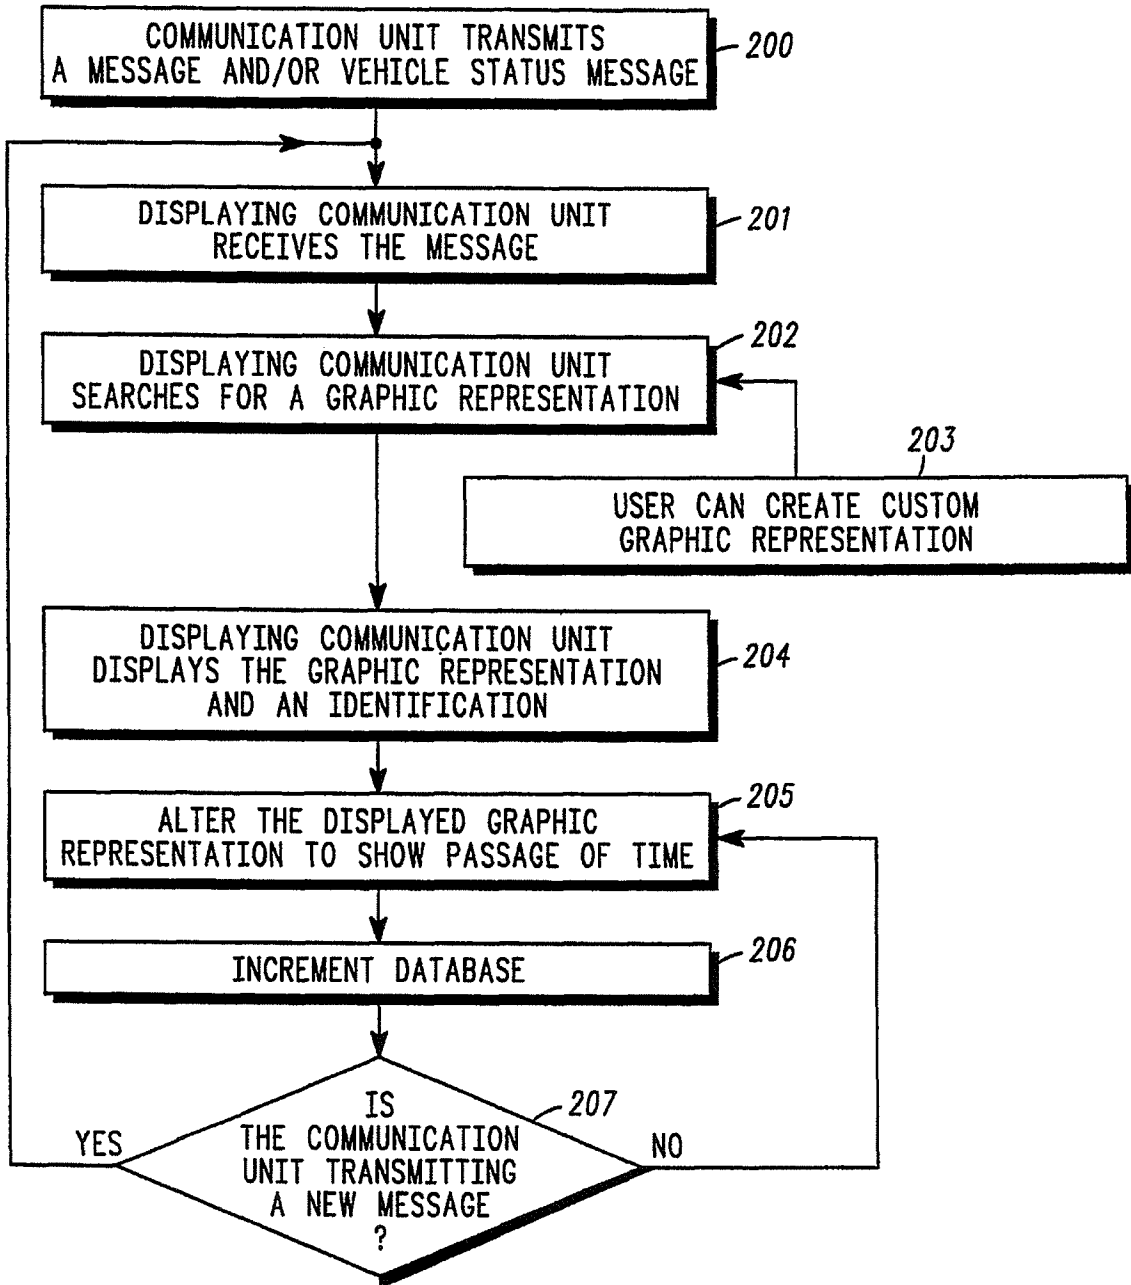 COMMUNICATION UNIT TRANSMITS
A MESSAGE AND/OR VEHICLE STATUS MESSAGE
200
DISPLAYING COMMUNICATION UNIT
RECEIVES THE MESSAGE
201
DISPLAYING COMMUNICATION UNIT
SEARCHES FOR A GRAPHIC REPRESENTATION
202
203
USER CAN CREATE CUSTOM
GRAPHIC REPRESENTATION
DISPLAYING COMMUNICATION UNIT
DISPLAYS THE GRAPHIC REPRESENTATION
AND AN IDENTIFICATION
204
ALTER THE DISPLAYED GRAPHIC
REPRESENTATION TO SHOW PASSAGE OF TIME
205
INCREMENT DATABASE
206
IS
THE COMMUNICATION
UNIT TRANSMITTING
A NEW MESSAGE
?
207
YES
NO